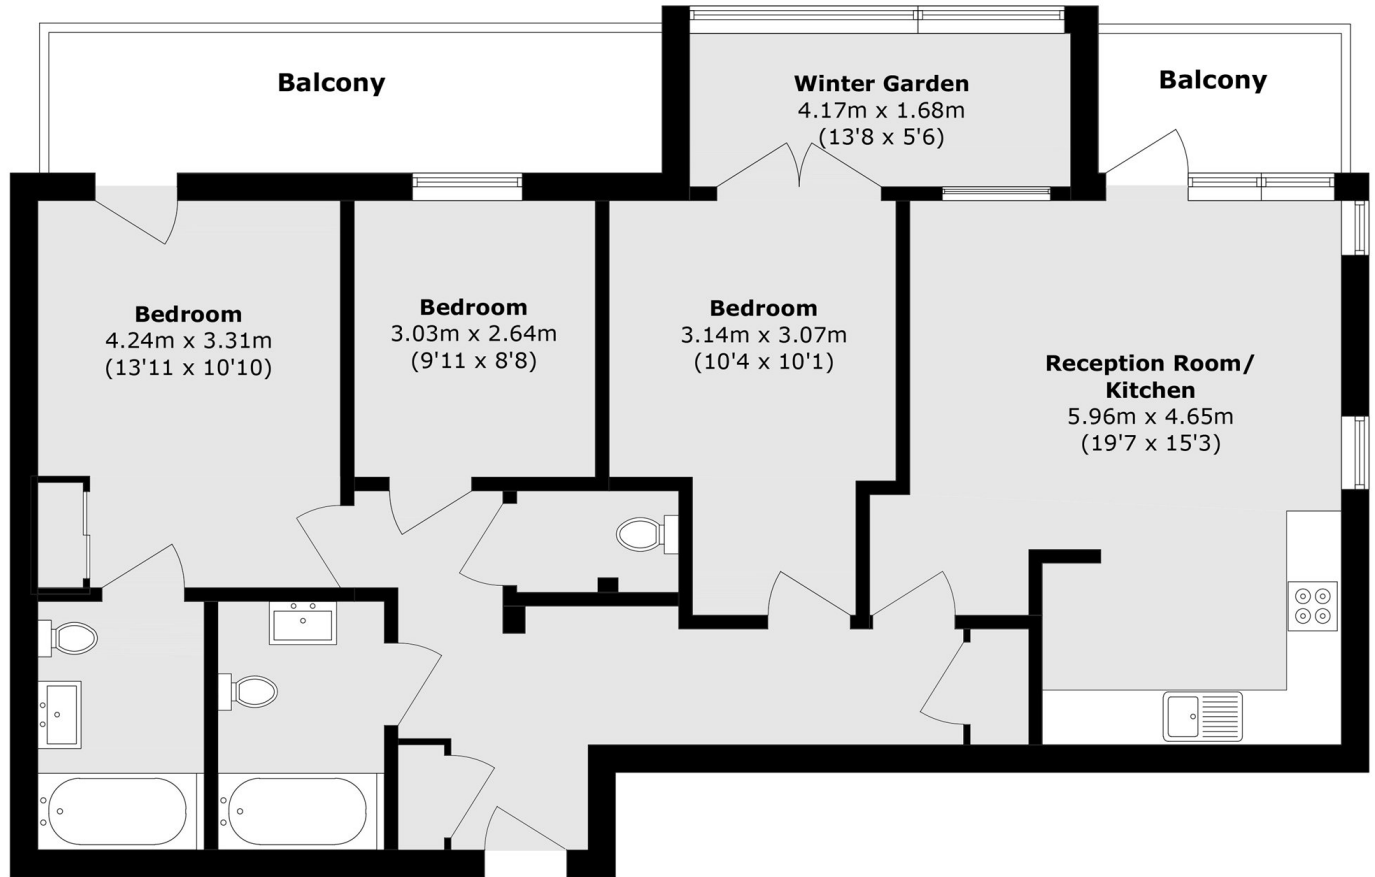 Balcony
Winter Garden
4.17m x 1.68m
(13'8 x 5'6)
Balcony
Bedroom
4.24m x 3.31m
(13'11 x 10'10)
Bedroom
3.03m x 2.64m
(9'11 x 8'8)
Bedroom
3.14m x 3.07m
(10'4 x 10'1)
Reception Room/
Kitchen
5.96m x 4.65m
(19'7 x 15'3)